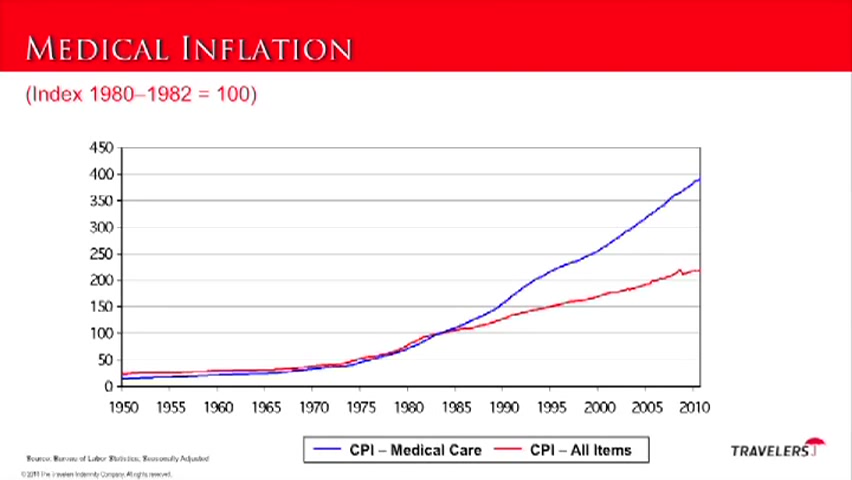 MEDICAL INFLATION
(Index 1980–1982 = 100)
450
400
350
300
250
200
150
100
50
0
1950 1955 1960 1965 1970 1975 1980 1985 1990 1995 2000 2005 2010
CPI – Medical Care CPI – All Items
TRAVELERS
Source: Bureau of Labor Statistics, Seasonally Adjusted
© 2011 The Travelers Indemnity Company. All rights reserved.